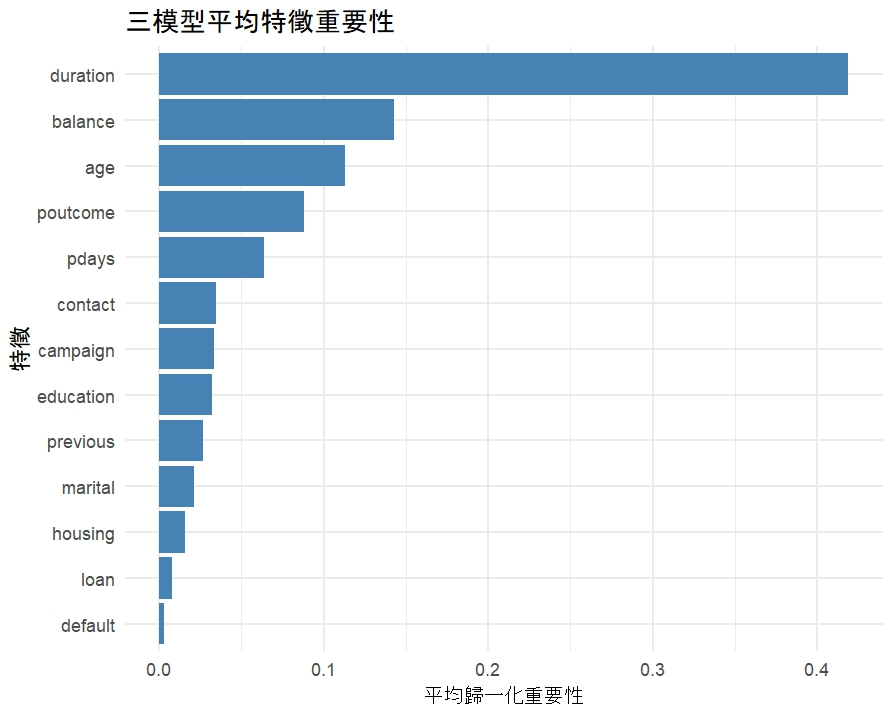 三模型平均特徵重要性
特徵
duration
balance
age
poutcome
pdays
contact
campaign
education
previous
marital
housing
loan
default
0.0
0.1
0.2
0.3
0.4
平均歸一化重要性